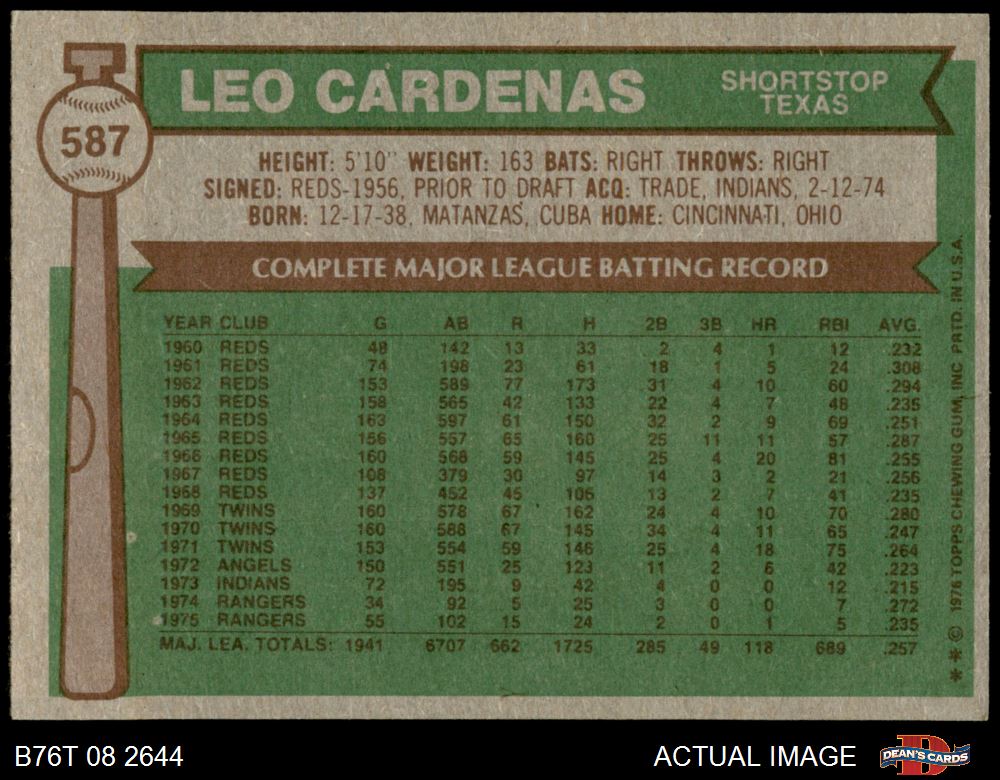 587
LEO CARDENAS
SHORTSTOP
TEXAS
HEIGHT: 5'10" WEIGHT: 163 BATS: RIGHT THROWS: RIGHT
SIGNED: REDS-1956, PRIOR TO DRAFT ACQ: TRADE, INDIANS, 2-12-74
BORN: 12-17-38, MATANZAS, CUBA HOME: CINCINNATI, OHIO
COMPLETE MAJOR LEAGUE BATTING RECORD
YEAR CLUB G AB R H 2B 3B HR RBI AVG.
1960 REDS 48 142 13 33 2 4 1 12 .232
1961 REDS 74 198 23 61 18 1 5 24 .308
1962 REDS 153 589 77 173 31 4 10 60 .294
1963 REDS 158 565 42 133 22 4 7 48 .235
1964 REDS 163 597 61 150 32 2 9 69 .251
1965 REDS 156 557 65 160 25 11 11 57 .287
1966 REDS 160 568 59 145 25 4 20 81 .255
1967 REDS 108 379 30 97 14 3 2 21 .256
1968 REDS 137 452 45 106 13 2 7 41 .235
1969 TWINS 160 578 67 162 24 4 10 70 .280
1970 TWINS 160 588 67 145 34 4 11 65 .247
1971 TWINS 153 554 59 146 25 4 18 75 .264
1972 ANGELS 150 551 25 123 11 2 6 42 .223
1973 INDIANS 72 195 9 42 4 0 0 12 .215
1974 RANGERS 34 92 5 25 3 0 0 7 .272
1975 RANGERS 55 102 15 24 2 0 1 5 .235
MAJ. LEA. TOTALS: 1941 6707 662 1725 285 49 118 689 .257
**© 1976 TOPPS CHEWING GUM, INC PRTD. IN U.S.A.
B76T 08 2644
ACTUAL IMAGE
D
DEAN'S CARDS